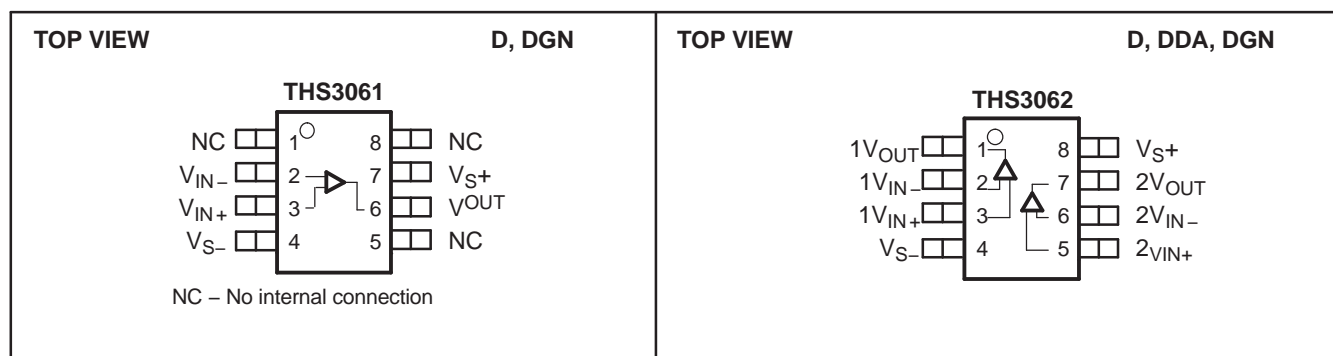 TOP VIEW D, DGN
THS3061
NC 1 8 NC
VIN− 2 7 VS+
VIN+ 3 6 VOUT
VS− 4 5 NC
NC − No internal connection
TOP VIEW D, DDA, DGN
THS3062
1VOUT 1 8 VS+
1VIN− 2 7 2VOUT
1VIN+ 3 6 2VIN−
VS− 4 5 2VIN+